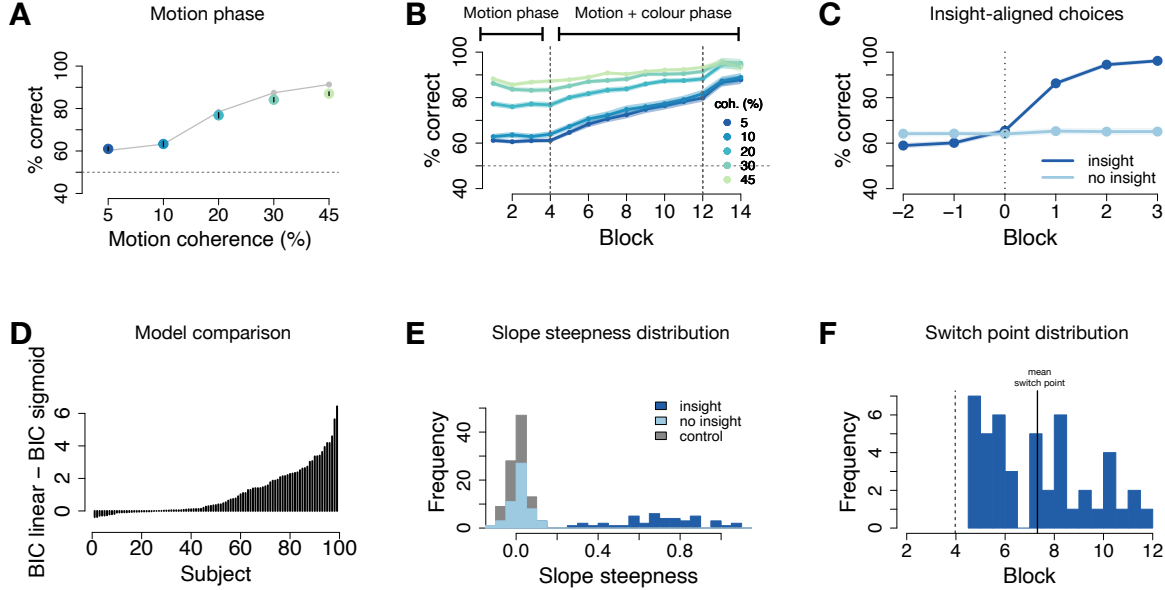 A
Motion phase
% correct
100
80
60
40
5
10
20
30
45
Motion coherence (%)
B
Motion phase
Motion + colour phase
% correct
100
80
60
40
coh. (%)
5
10
20
30
45
2
4
6
8
10
12
14
Block
C
Insight-aligned choices
% correct
100
80
60
40
insight
no insight
−2
−1
0
1
2
3
Block
D
Model comparison
BIC linear − BIC sigmoid
6
4
2
0
0
20
40
60
80
100
Subject
E
Slope steepness distribution
Frequency
40
20
0
insight
no insight
control
0.0
0.4
0.8
Slope steepness
F
Switch point distribution
mean
switch point
Frequency
6
4
2
0
2
4
6
8
10
12
Block